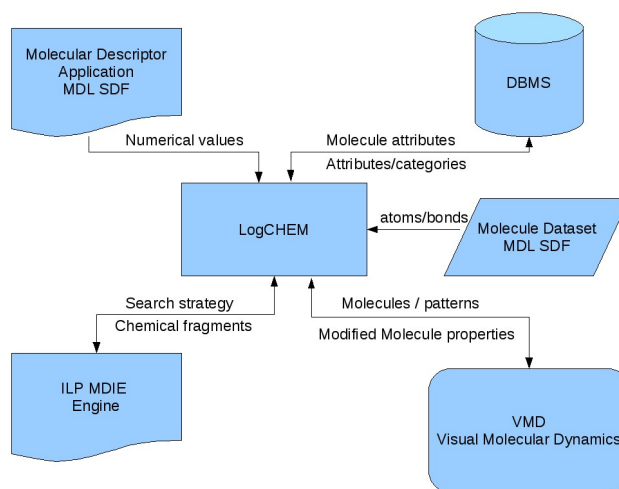 Molecular Descriptor
Application
MDL SDF
DBMS
Numerical values
Molecule attributes
Attributes/categories
LogCHEM
atoms/bonds
Molecule Dataset
MDL SDF
Search strategy
Chemical fragments
Molecules / patterns
Modified Molecule properties
ILP MDIE
Engine
VMD
Visual Molecular Dynamics